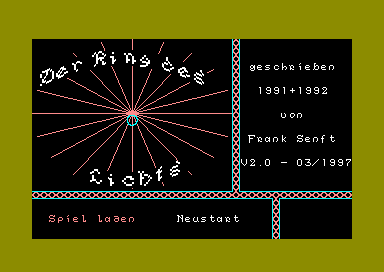 Der Ring des
Lichts
geschrieben
1991+1992
von
Frank Senft
V2.0 - 03/1997
Spiel laden
Neustart